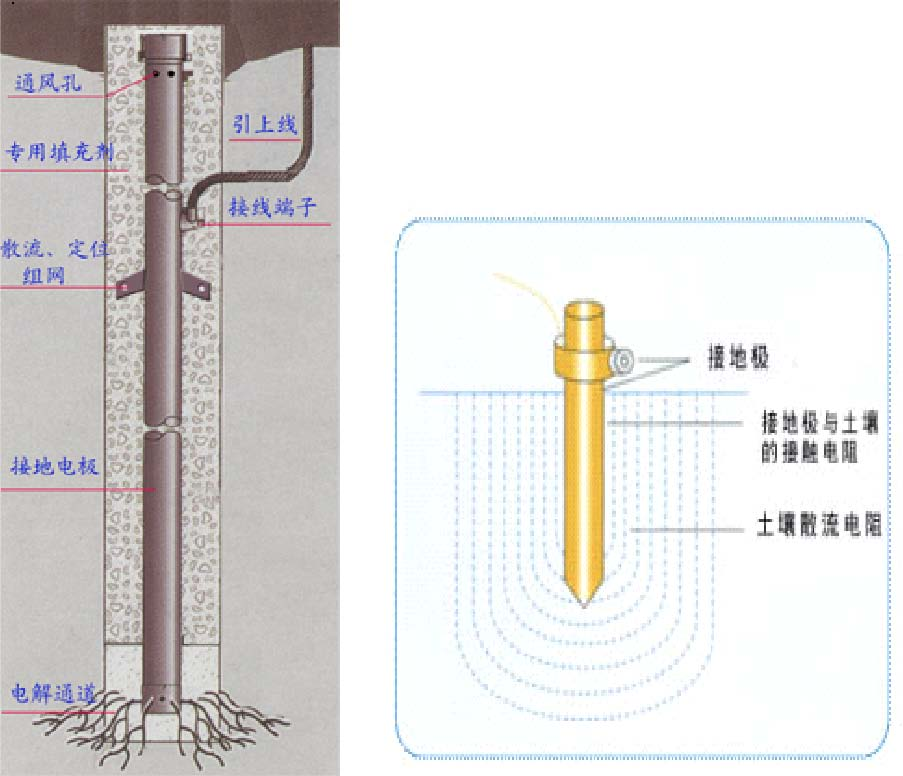 通风孔
引上线
专用填充剂
接线端子
散流、定位
组网
接地电极
电解通道
接地极
接地极与土壤
的接触电阻
土壤散流电阻